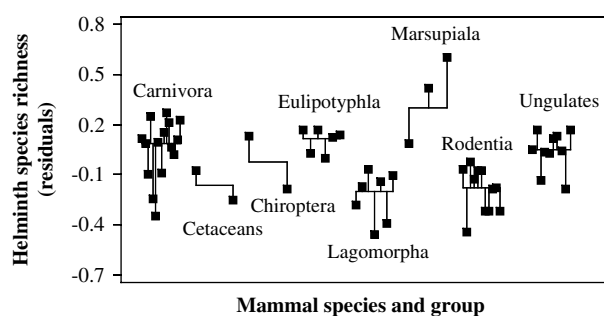 Helminth species richness
(residuals)
0.8
0.5
0.2
-0.1
-0.4
-0.7
Marsupiala
Carnivora
Eulipotyphla
Ungulates
Rodentia
Chiroptera
Cetaceans
Lagomorpha
Mammal species and group